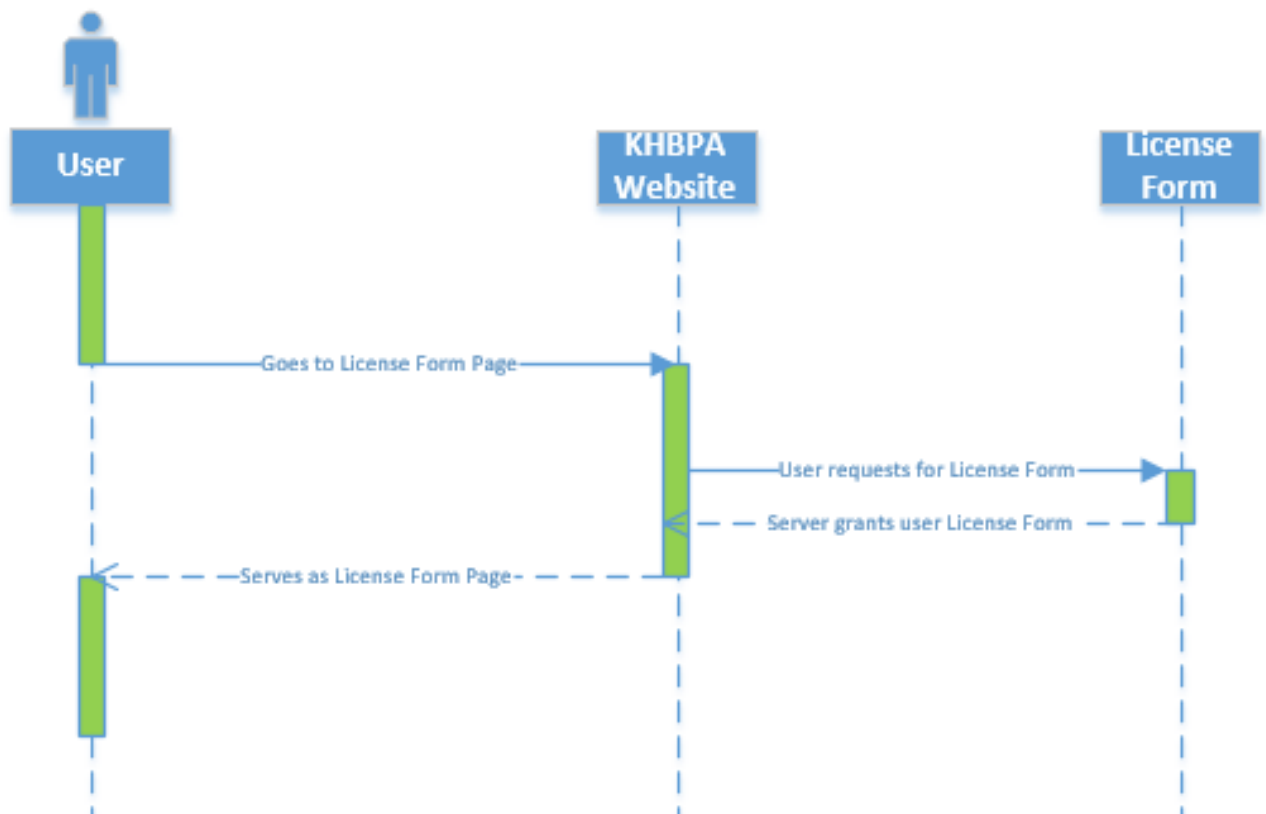 User
KHBPA
Website
License
Form
Goes to License Form Page
User requests for License Form
Server grants user License Form
Serves as License Form Page